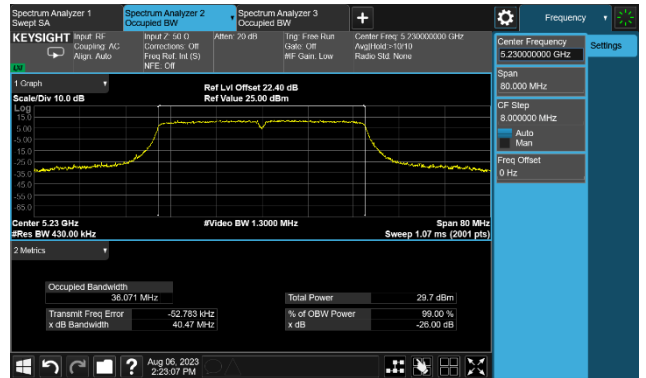 Spectrum Analyzer 1
Swept SA
Spectrum Analyzer 2
Occupied BW
Spectrum Analyzer 3
Occupied BW
+
Frequency
KEYSIGHT
Input: RF
Coupling: AC
Align: Auto
Input Z: 50 Ω
Corrections: Off
Freq Ref: Int (S)
NFE: Off
Atten: 20 dB
Trig: Free Run
Gate: Off
#IF Gain: Low
Center Freq: 5.230000000 GHz
Avg|Hold:>10/10
Radio Std: None
Center Frequency
5.230000000 GHz
Settings
Span
80.000 MHz
CF Step
8.000000 MHz
Auto
Man
Freq Offset
0 Hz
1 Graph
Scale/Div 10.0 dB
Ref Lvl Offset 22.40 dB
Ref Value 25.00 dBm
Log
15.0
5.00
-5.00
-15.0
-25.0
-35.0
-45.0
-55.0
-65.0
Center 5.23 GHz
#Video BW 1.3000 MHz
Span 80 MHz
#Res BW 430.00 kHz
Sweep 1.07 ms (2001 pts)
2 Metrics
Occupied Bandwidth
36.071 MHz
Total Power 29.7 dBm
Transmit Freq Error -52.783 kHz
% of OBW Power 99.00 %
x dB Bandwidth 40.47 MHz
x dB -26.00 dB
?
Aug 06, 2023
2:23:07 PM